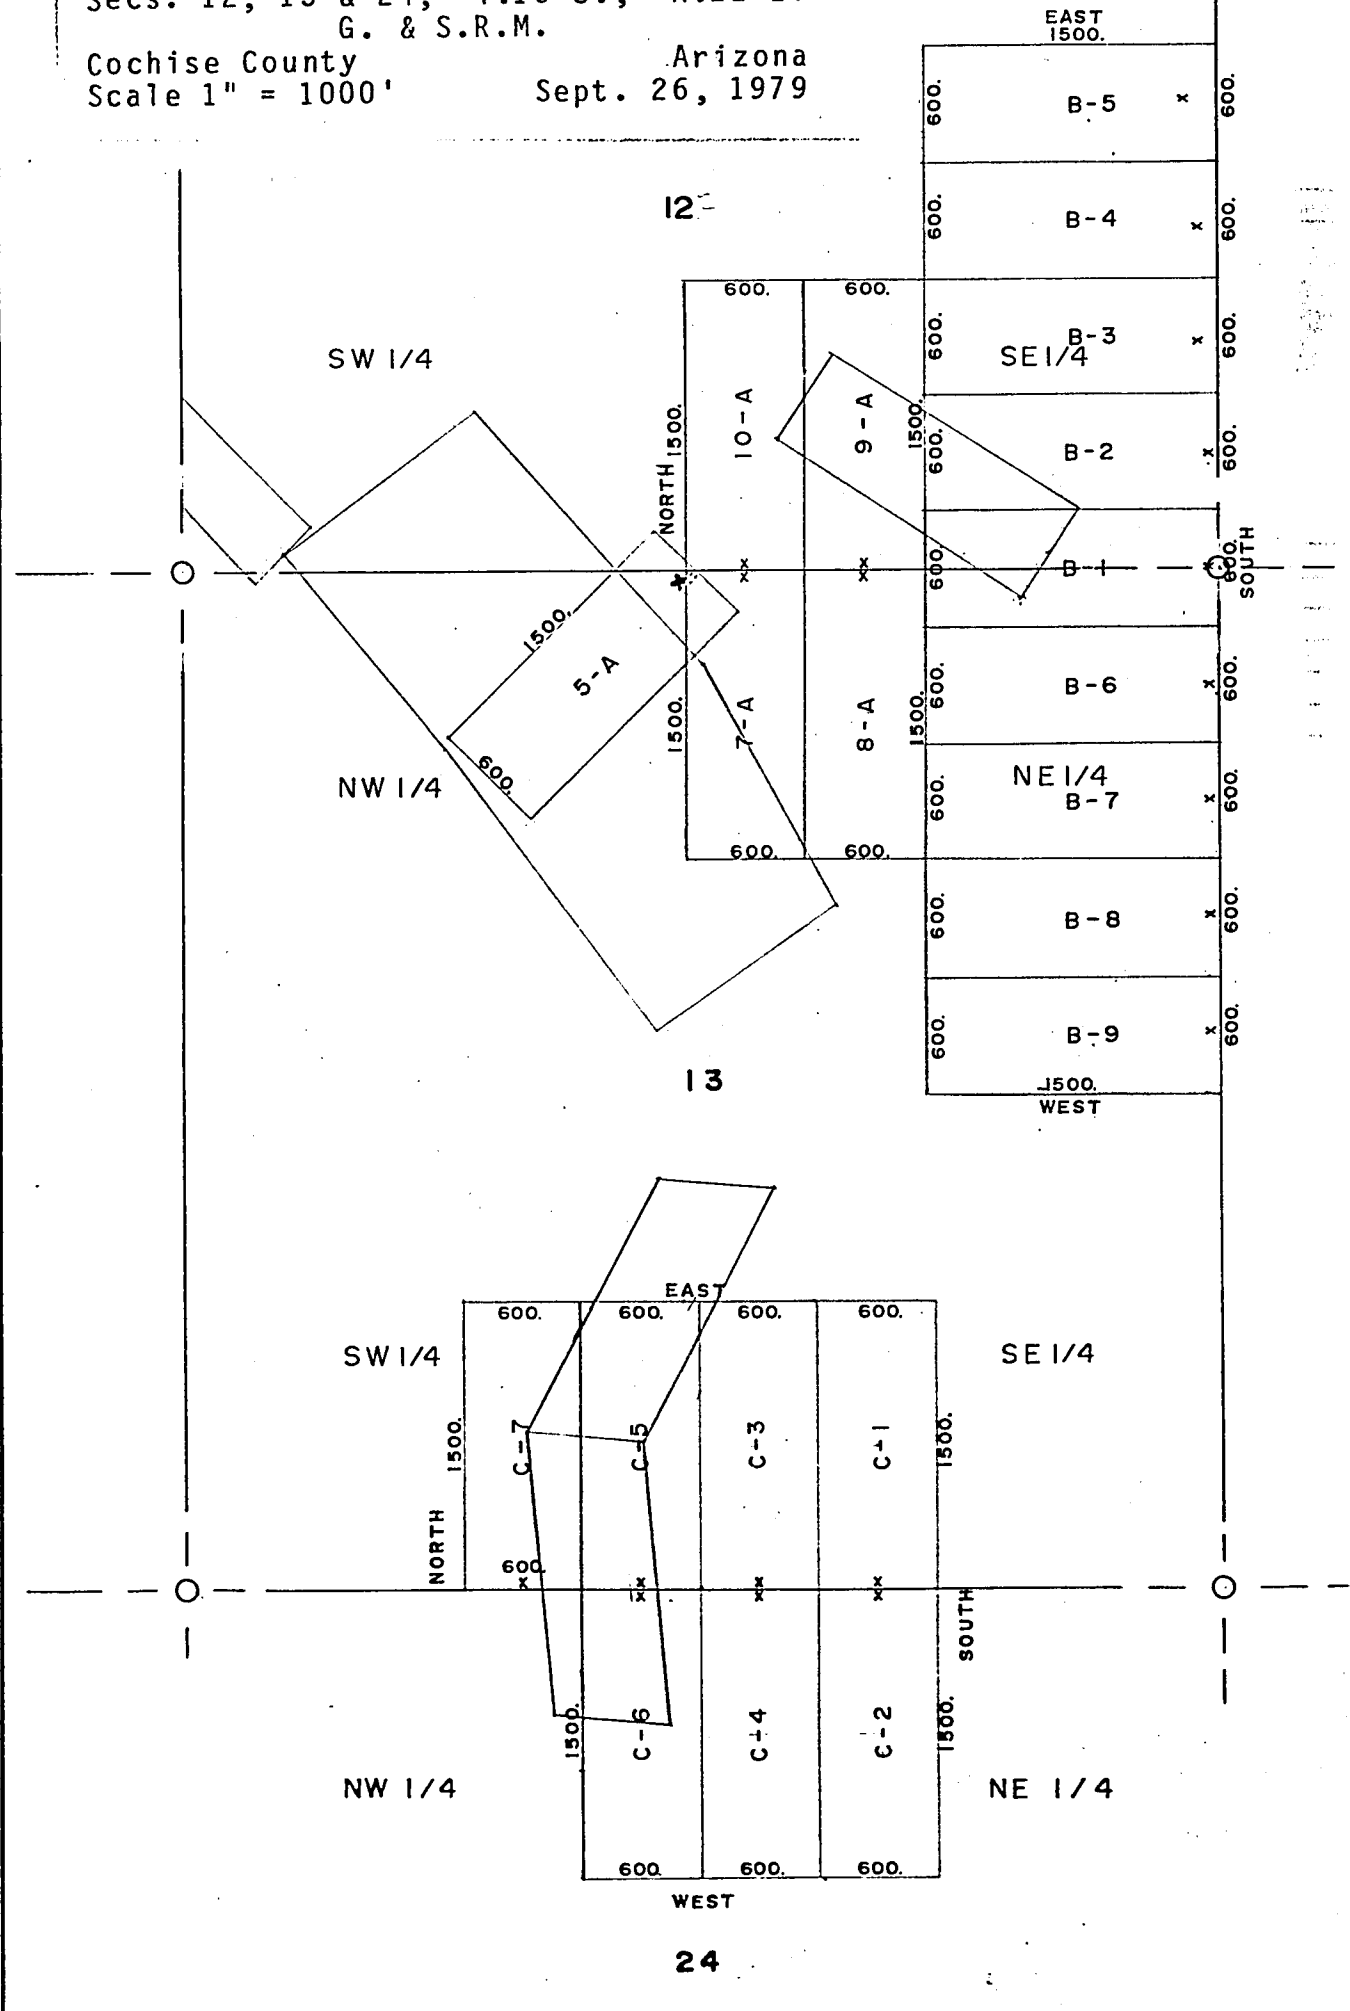 Secs. 12, 13 & 24,
G. & S.R.M.
Cochise County Arizona
Scale 1" = 1000' Sept. 26, 1979
EAST
1500.
600. B-5 600.
12
600. B-4 600.
600. 600.
600. B-3 600.
SW 1/4 SE 1/4
10-A 9-A
1500. 1500.
600. B-2 600.
NORTH
600. B-1 600.
SOUTH
1500.
5-A
600. B-6 600.
1500. 7-A 8-A 1500.
600.
NW 1/4 NE 1/4
600. B-7 600.
600. 600.
600. B-8 600.
600. B-9 600.
13
1500.
WEST
EAST
600. 600. 600. 600.
SW 1/4 SE 1/4
1500. C-7 C-5 C-3 C-1 1500.
NORTH
600.
SOUTH
1500. C-6 C-4 C-2 1500.
NW 1/4 NE 1/4
600. 600. 600.
WEST
24